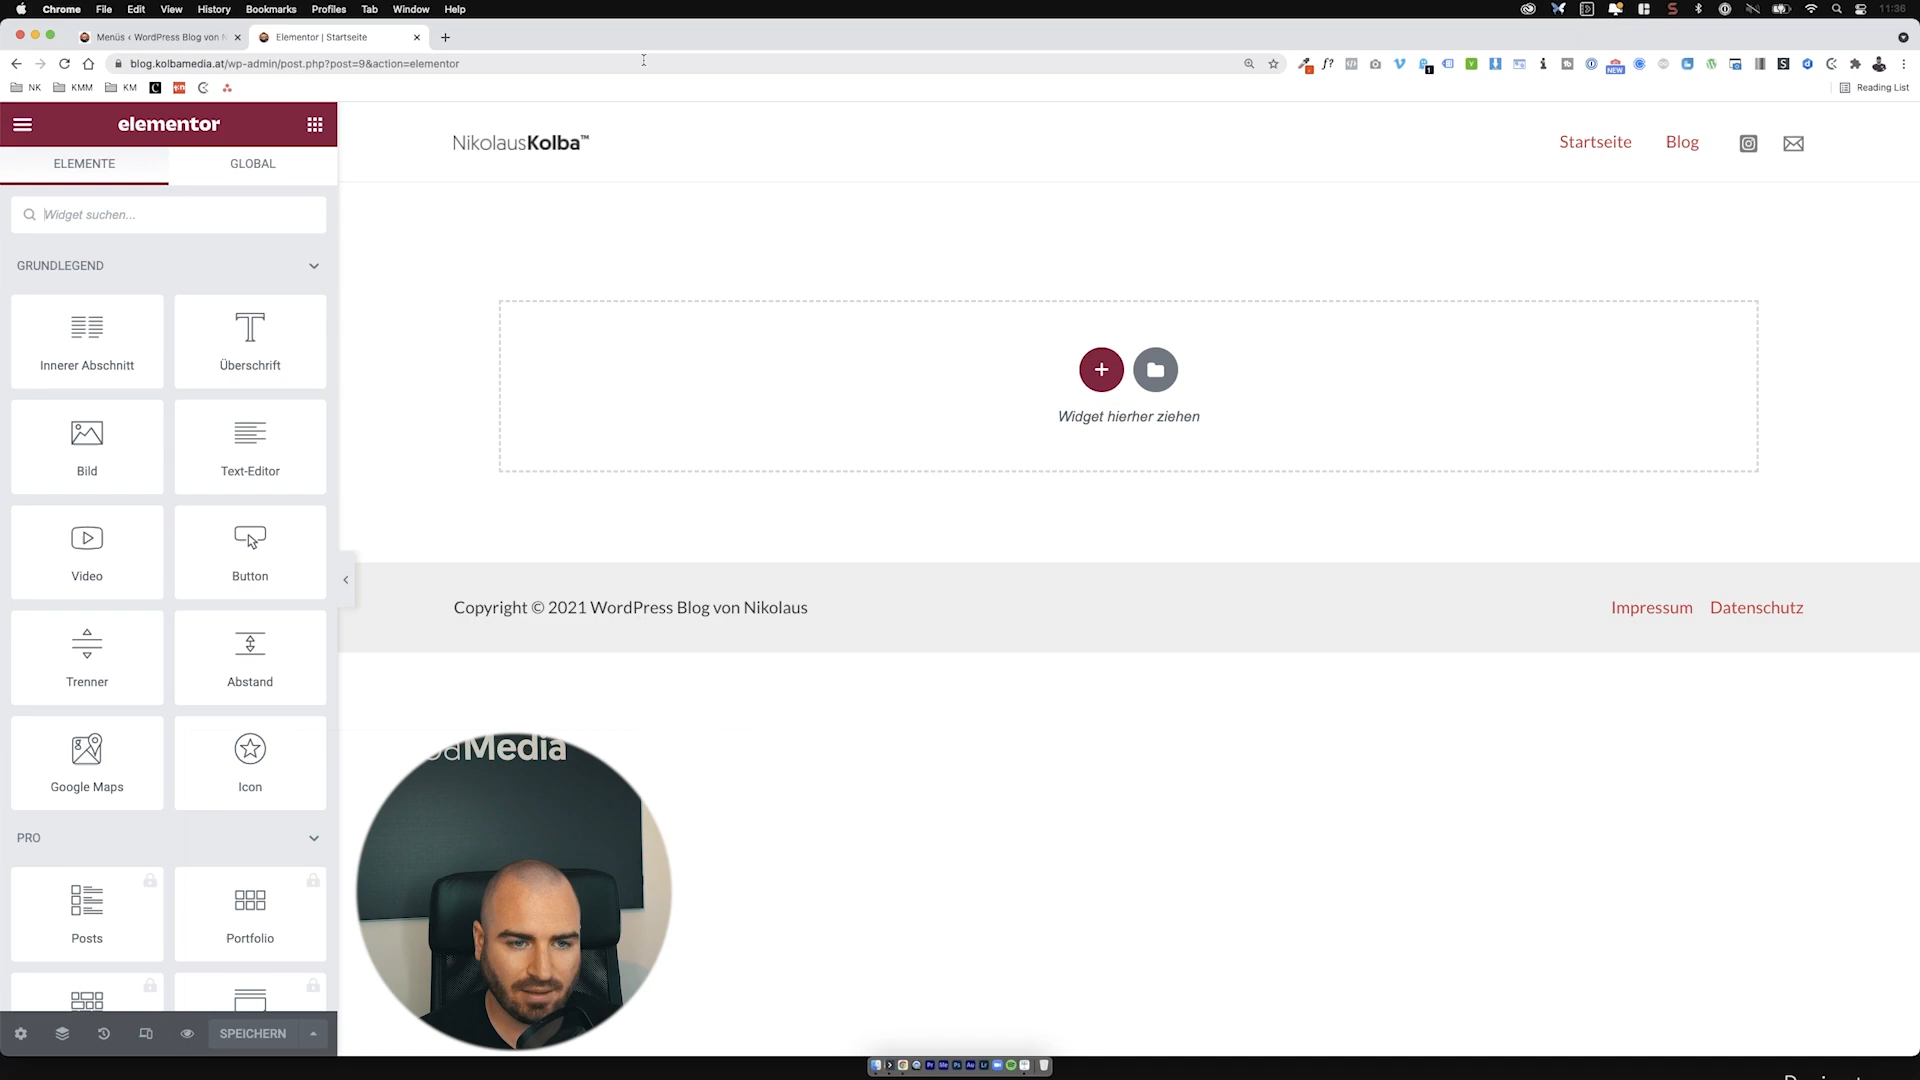 Chrome File Edit View History Bookmarks Profiles Tab Window Help 11:36
Menüs ‹ WordPress Blog von N
Elementor | Startseite
blog.kolbamedia.at/wp-admin/post.php?post=9&action=elementor
NK KMM KM
Reading List
elementor
ELEMENTE GLOBAL
Widget suchen...
GRUNDLEGEND
Innerer Abschnitt Überschrift
Bild Text-Editor
Video Button
Trenner Abstand
Google Maps Icon
PRO
Posts Portfolio
SPEICHERN
NikolausKolba™
Startseite Blog
Widget hierher ziehen
Copyright © 2021 WordPress Blog von Nikolaus
Impressum Datenschutz
baMedia